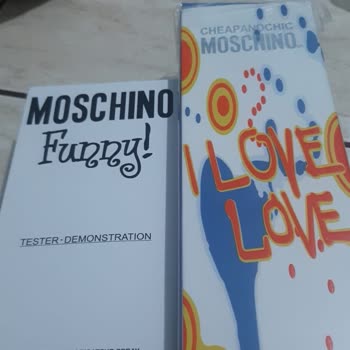 MOSCHINO
Funny!
TESTER - DEMONSTRATION
CHEAPANDCHIC
MOSCHINO
?
I LOVE
LOVE